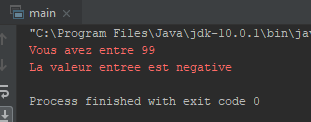 main
"C:\Program Files\Java\jdk-10.0.1\bin\jav
Vous avez entre 99
La valeur entree est negative
Process finished with exit code 0